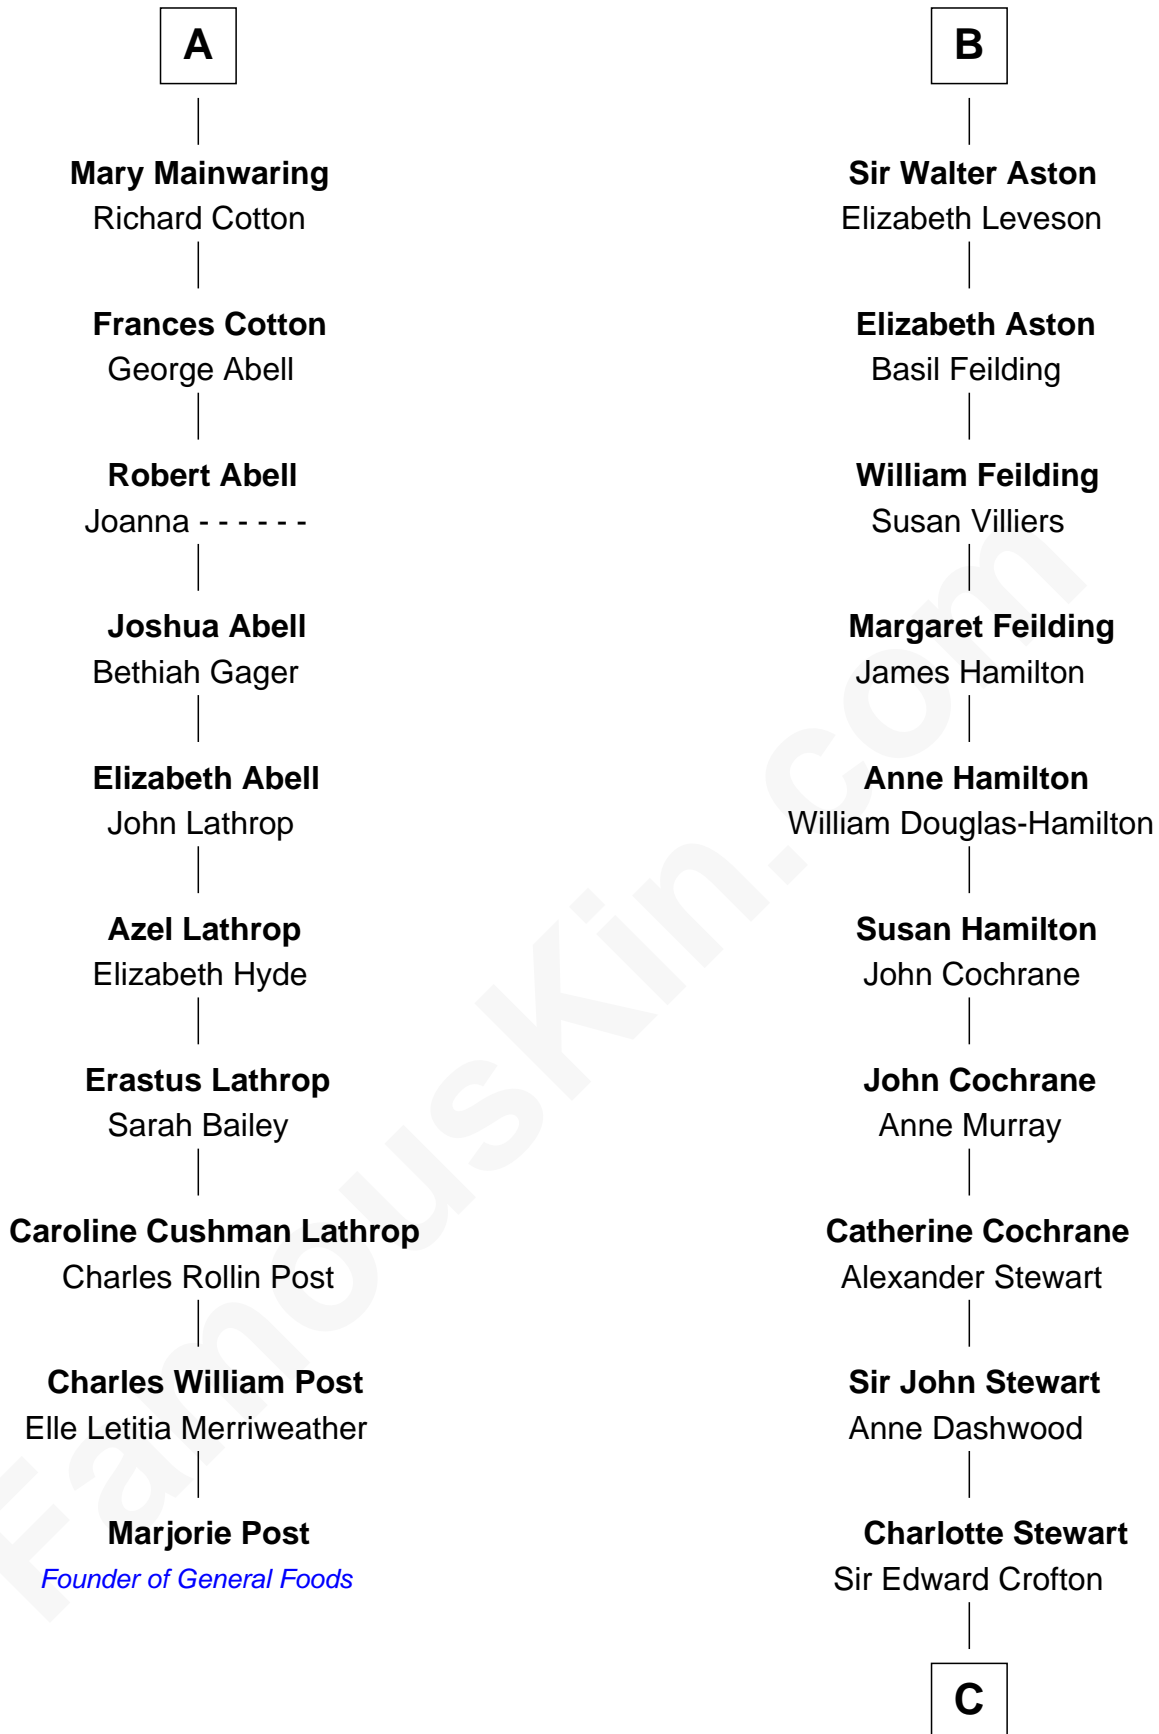 A
Mary Mainwaring
Richard Cotton
Frances Cotton
George Abell
Robert Abell
Joanna - - - - - -
Joshua Abell
Bethiah Gager
Elizabeth Abell
John Lathrop
Azel Lathrop
Elizabeth Hyde
Erastus Lathrop
Sarah Bailey
Caroline Cushman Lathrop
Charles Rollin Post
Charles William Post
Elle Letitia Merriweather
Marjorie Post
Founder of General Foods
B
Sir Walter Aston
Elizabeth Leveson
Elizabeth Aston
Basil Feilding
William Feilding
Susan Villiers
Margaret Feilding
James Hamilton
Anne Hamilton
William Douglas-Hamilton
Susan Hamilton
John Cochrane
John Cochrane
Anne Murray
Catherine Cochrane
Alexander Stewart
Sir John Stewart
Anne Dashwood
Charlotte Stewart
Sir Edward Crofton
C
FamousKin.com